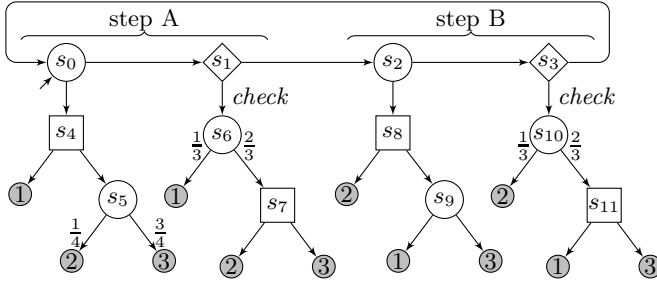 step A step B
s0 s1 s2 s3
check check
s4 1/3 s6 2/3 s8 1/3 s10 2/3
1 s5 1 s7 2 s9 2 s11
1/4 3/4
2 3 2 3 1 3 1 3